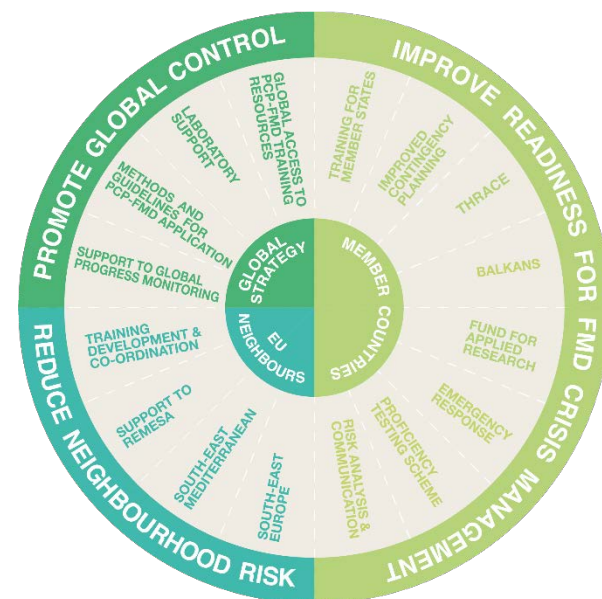 PROMOTE GLOBAL CONTROL
IMPROVE READINESS FOR FMD CRISIS MANAGEMENT
REDUCE NEIGHBOURHOOD RISK
GLOBAL
STRATEGY
MEMBER
COUNTRIES
EU
NEIGHBOURS
GLOBAL ACCESS TO
PCP-FMD TRAINING
RESOURCES
LABORATORY
SUPPORT
METHODS AND
GUIDELINES FOR
PCP-FMD APPLICATION
SUPPORT TO GLOBAL
PROGRESS MONITORING
TRAINING FOR
MEMBER STATES
IMPROVED
CONTINGENCY
PLANNING
THRACE
BALKANS
FUND FOR
APPLIED
RESEARCH
EMERGENCY
RESPONSE
PROFICIENCY
TESTING SCHEME
RISK ANALYSIS &
COMMUNICATION
TRAINING
DEVELOPMENT &
CO-ORDINATION
SUPPORT TO
REMESA
SOUTH-EAST
MEDITERRANEAN
SOUTH-EAST
EUROPE